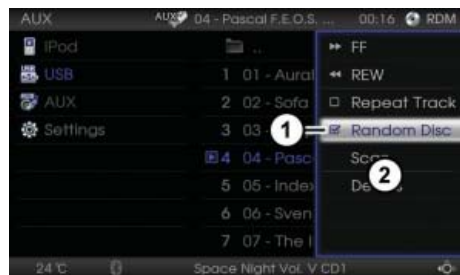 AUX AUX 04 - Pascal F.E.O.S. ... 00:16 RDM
iPod
USB
AUX
Settings
..
1 01 - Aural
2 02 - Sofa
3 03
4 04 - Pasc
5 05 - Index
6 06 - Sven
7 07 - The
FF
REW
Repeat Track
1 Random Disc
Scan
2
24°C Space Night Vol. V CD1